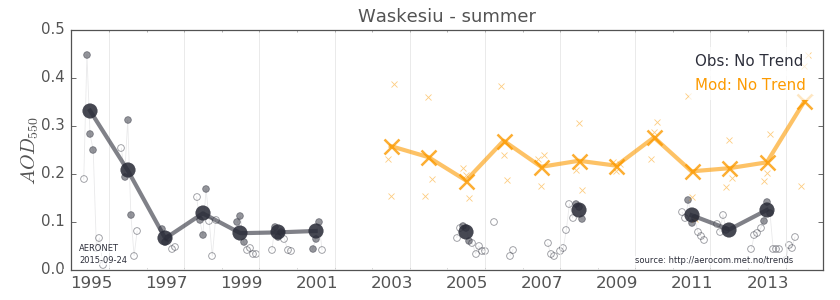 Waskesiu - summer
0.5
0.4
0.3
0.2
0.1
0.0
AOD550
Obs: No Trend
Mod: No Trend
AERONET
2015-09-24
source: http://aerocom.met.no/trends
1995 1997 1999 2001 2003 2005 2007 2009 2011 2013